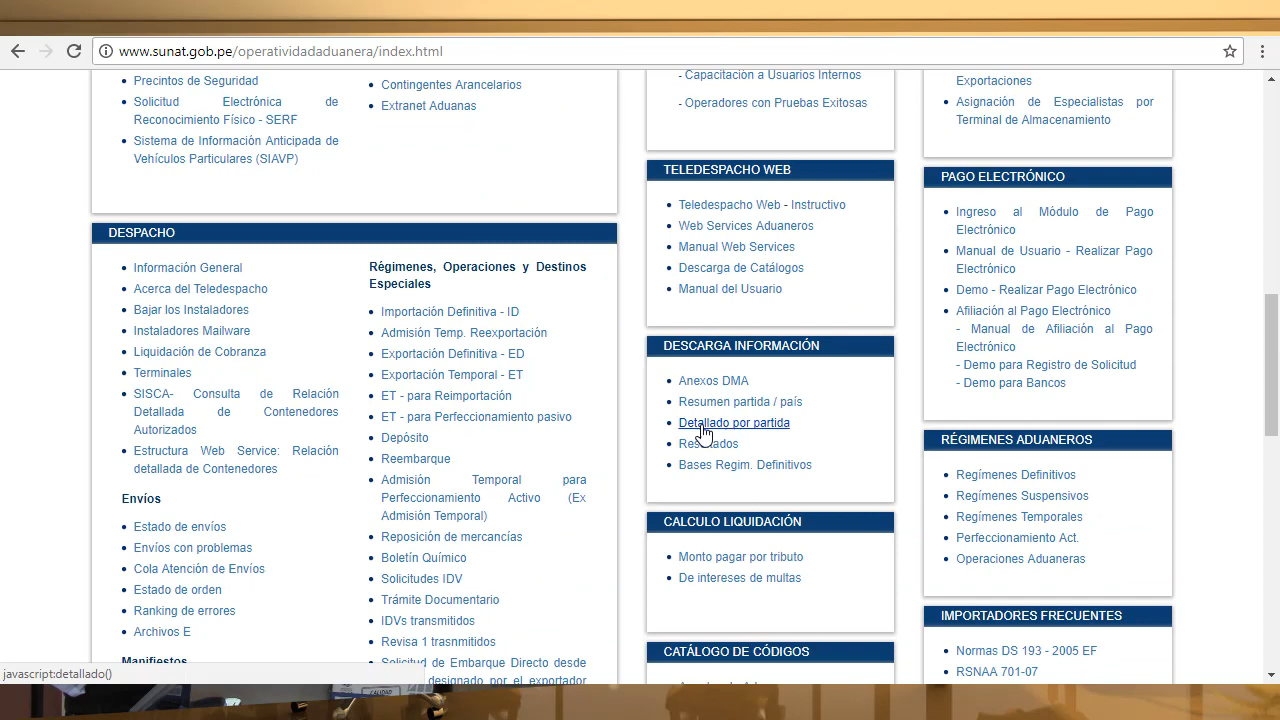 www.sunat.gob.pe/operatividadaduanera/index.html
Precintos de Seguridad
Solicitud Electrónica de
Reconocimiento Físico - SERF
Sistema de Información Anticipada de
Vehículos Particulares (SIAVP)
Contingentes Arancelarios
Extranet Aduanas
DESPACHO
Información General
Acerca del Teledespacho
Bajar los Instaladores
Instaladores Mailware
Liquidación de Cobranza
Terminales
SISCA- Consulta de Relación
Detallada de Contenedores
Autorizados
Estructura Web Service: Relación
detallada de Contenedores
Envíos
Estado de envíos
Envíos con problemas
Cola Atención de Envíos
Estado de orden
Ranking de errores
Archivos E
Manifiestos
Régimenes, Operaciones y Destinos
Especiales
Importación Definitiva - ID
Admisión Temp. Reexportación
Exportación Definitiva - ED
Exportación Temporal - ET
ET - para Reimportación
ET - para Perfeccionamiento pasivo
Depósito
Reembarque
Admisión Temporal para
Perfeccionamiento Activo (Ex
Admisión Temporal)
Reposición de mercancías
Boletín Químico
Solicitudes IDV
Trámite Documentario
IDVs transmitidos
Revisa 1 trasnmitidos
Solicitud de Embarque Directo desde
designado por el exportador
- Capacitación a Usuarios Internos
- Operadores con Pruebas Exitosas
TELEDESPACHO WEB
Teledespacho Web - Instructivo
Web Services Aduaneros
Manual Web Services
Descarga de Catálogos
Manual del Usuario
DESCARGA INFORMACIÓN
Anexos DMA
Resumen partida / país
Detallado por partida
Bases Regim. Definitivos
CALCULO LIQUIDACIÓN
Monto pagar por tributo
De intereses de multas
CATÁLOGO DE CÓDIGOS
Exportaciones
Asignación de Especialistas por
Terminal de Almacenamiento
PAGO ELECTRÓNICO
Ingreso al Módulo de Pago
Electrónico
Manual de Usuario - Realizar Pago
Electrónico
Demo - Realizar Pago Electrónico
Afiliación al Pago Electrónico
- Manual de Afiliación al Pago
Electrónico
- Demo para Registro de Solicitud
- Demo para Bancos
RÉGIMENES ADUANEROS
Regímenes Definitivos
Regímenes Suspensivos
Regímenes Temporales
Perfeccionamiento Act.
Operaciones Aduaneras
IMPORTADORES FRECUENTES
Normas DS 193 - 2005 EF
RSNAA 701-07
javascript:detallado()
CALIDAD